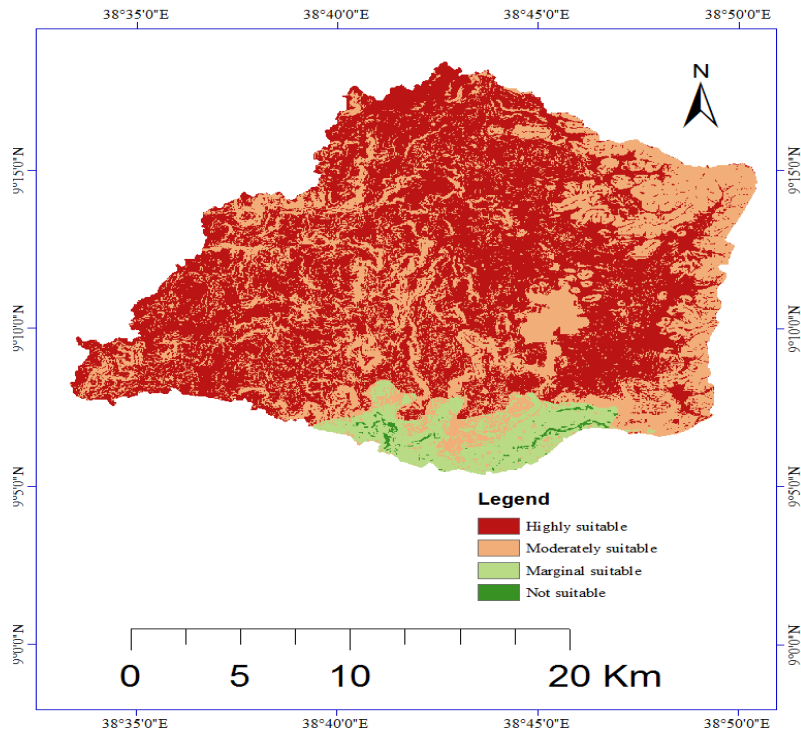 38°35'0"E 38°40'0"E 38°45'0"E 38°50'0"E
N
9°15'0"N 9°15'0"N
9°10'0"N 9°10'0"N
9°5'0"N 9°5'0"N
Legend
Highly suitable
Moderately suitable
Marginal suitable
Not suitable
9°0'0"N 9°0'0"N
0 5 10 20 Km
38°35'0"E 38°40'0"E 38°45'0"E 38°50'0"E